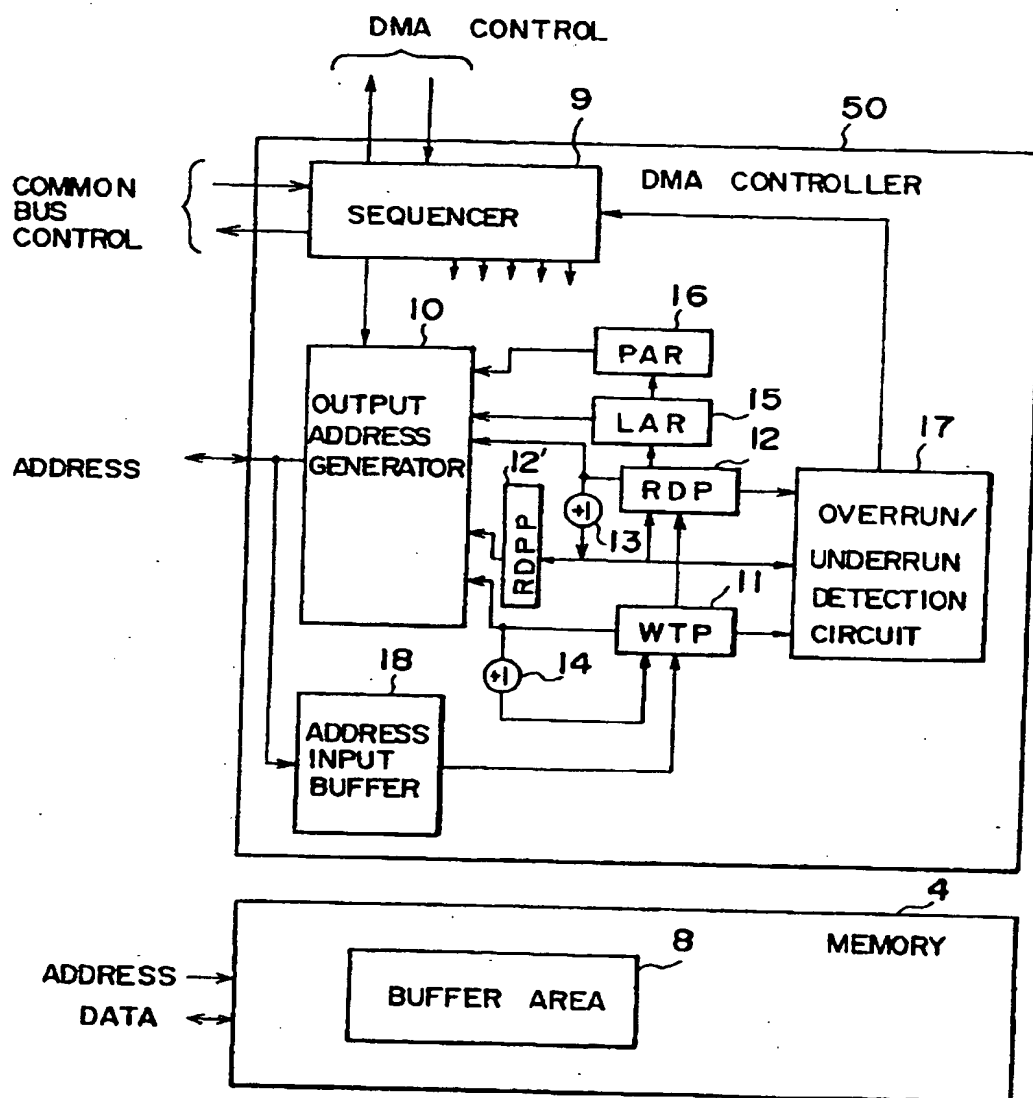 DMA CONTROL
9
50
COMMON
BUS
CONTROL
SEQUENCER
DMA CONTROLLER
10
16
PAR
OUTPUT
ADDRESS
GENERATOR
LAR
15
12
17
ADDRESS
12'
RDP
+1
13
RDPP
OVERRUN/
UNDERRUN
DETECTION
CIRCUIT
11
WTP
18
+1
14
ADDRESS
INPUT
BUFFER
4
MEMORY
8
ADDRESS
DATA
BUFFER AREA